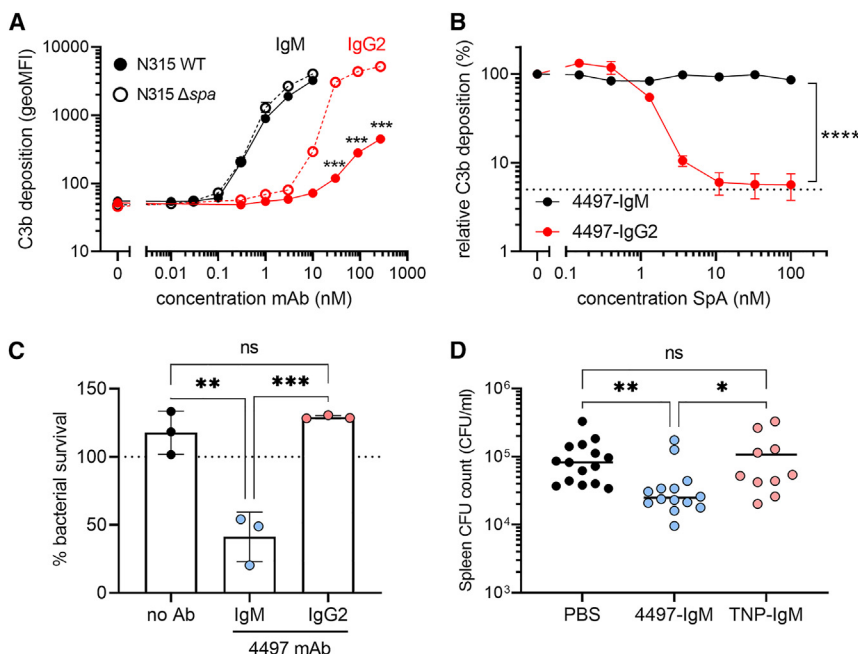 A
IgM IgG2
N315 WT
N315 Δspa
C3b deposition (geoMFI)
10000
1000
100
10
*** *** ***
0 0.01 0.1 1 10 100 1000
concentration mAb (nM)
B
relative C3b deposition (%)
100
10
1
****
4497-IgM
4497-IgG2
0 0.1 1 10 100
concentration SpA (nM)
C
ns
** ***
% bacterial survival
150
100
50
0
no Ab IgM IgG2
4497 mAb
D
ns
** *
Spleen CFU count (CFU/ml)
10⁶
10⁵
10⁴
10³
PBS 4497-IgM TNP-IgM